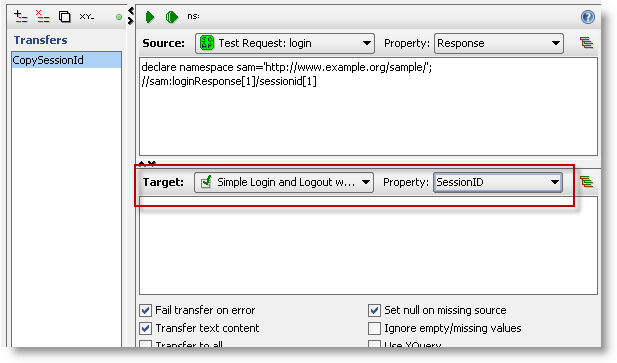 XY..
ns:
Transfers
CopySessionId
Source: Test Request: login Property: Response
declare namespace sam='http://www.example.org/sample/';
//sam:loginResponse[1]/sessionid[1]
Target: Simple Login and Logout w... Property: SessionID
Fail transfer on error
Set null on missing source
Transfer text content
Ignore empty/missing values
Transfer to all
Use XQuery